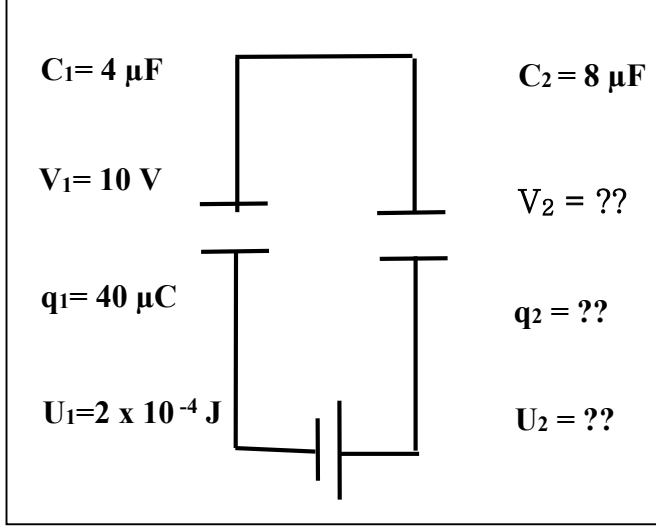 C₁= 4 µF
V₁= 10 V
q₁= 40 µC
U₁=2 x 10 ⁻⁴ J
C₂ = 8 µF
V₂ = ??
q₂ = ??
U₂ = ??